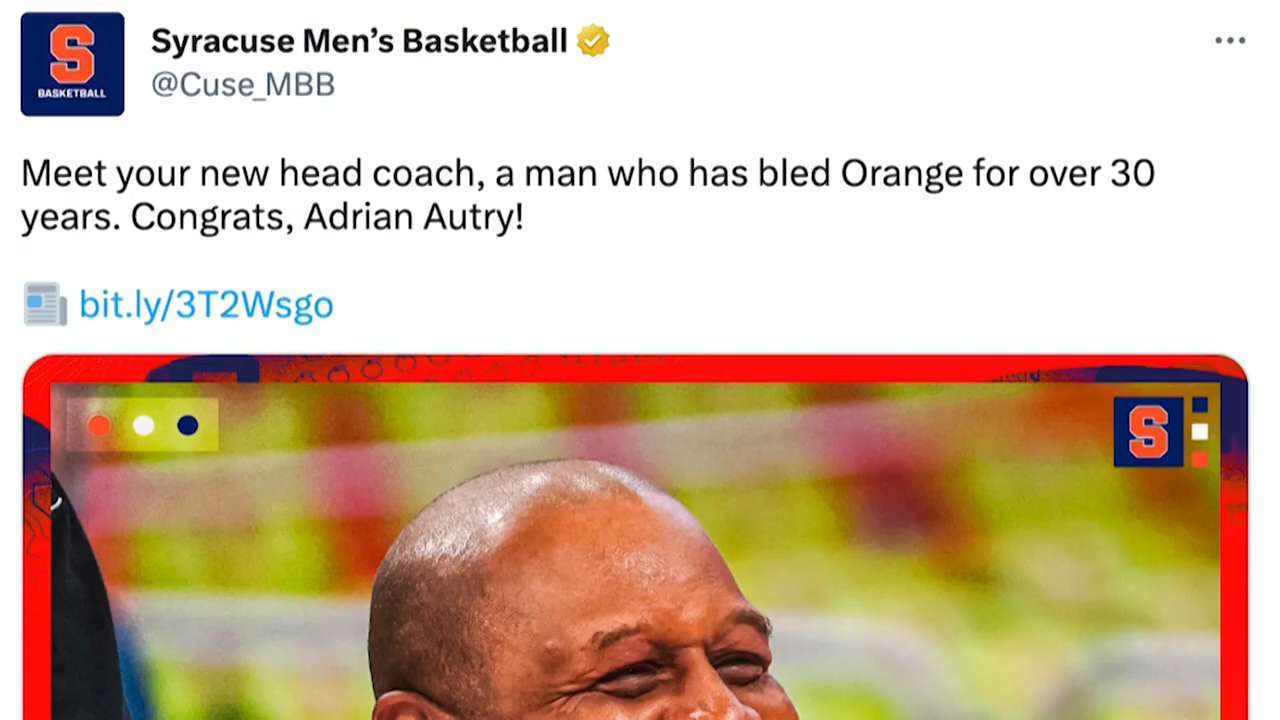 S
BASKETBALL
Syracuse Men’s Basketball
@Cuse_MBB
Meet your new head coach, a man who has bled Orange for over 30
years. Congrats, Adrian Autry!
bit.ly/3T2Wsgo
S